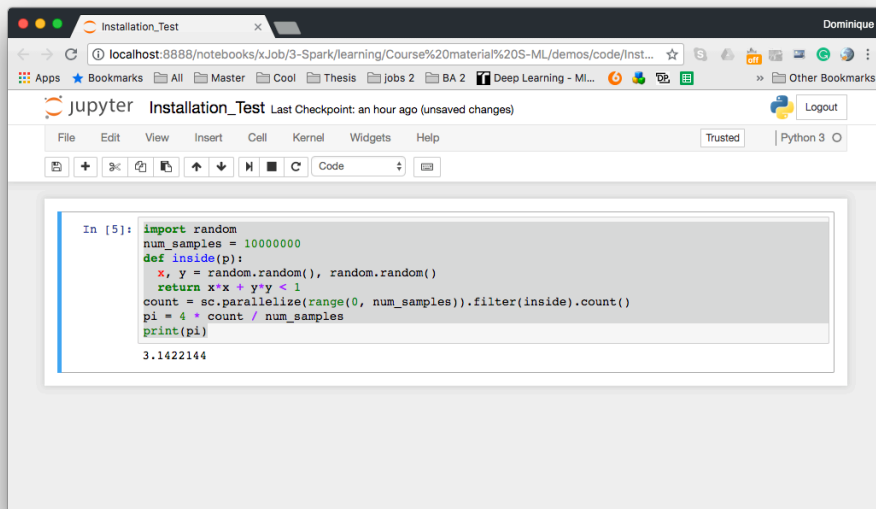 Installation_Test
Dominique
localhost:8888/notebooks/xJob/3-Spark/learning/Course%20material%20S-ML/demos/code/Inst...
off
Apps Bookmarks All Master Cool Thesis jobs 2 BA 2 Deep Learning - MI... » Other Bookmarks
jupyter Installation_Test Last Checkpoint: an hour ago (unsaved changes)
Logout
File Edit View Insert Cell Kernel Widgets Help Trusted Python 3
Code
In [5]: import random
num_samples = 10000000
def inside(p):
  x, y = random.random(), random.random()
  return x*x + y*y < 1
count = sc.parallelize(range(0, num_samples)).filter(inside).count()
pi = 4 * count / num_samples
print(pi)
3.1422144